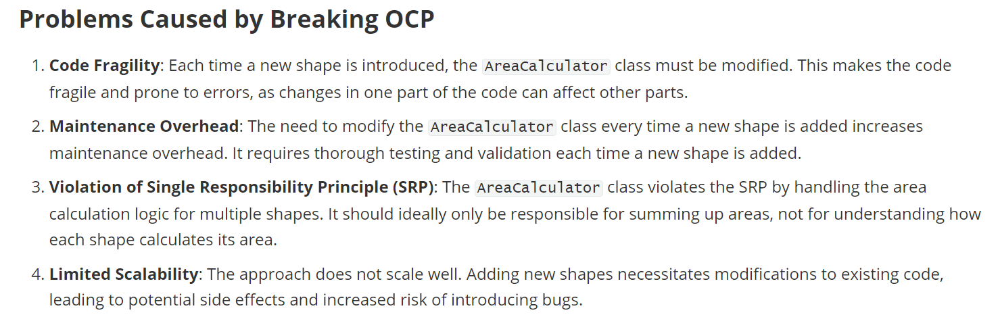 Problems Caused by Breaking OCP
1. Code Fragility: Each time a new shape is introduced, the AreaCalculator class must be modified. This makes the code
fragile and prone to errors, as changes in one part of the code can affect other parts.
2. Maintenance Overhead: The need to modify the AreaCalculator class every time a new shape is added increases
maintenance overhead. It requires thorough testing and validation each time a new shape is added.
3. Violation of Single Responsibility Principle (SRP): The AreaCalculator class violates the SRP by handling the area
calculation logic for multiple shapes. It should ideally only be responsible for summing up areas, not for understanding how
each shape calculates its area.
4. Limited Scalability: The approach does not scale well. Adding new shapes necessitates modifications to existing code,
leading to potential side effects and increased risk of introducing bugs.